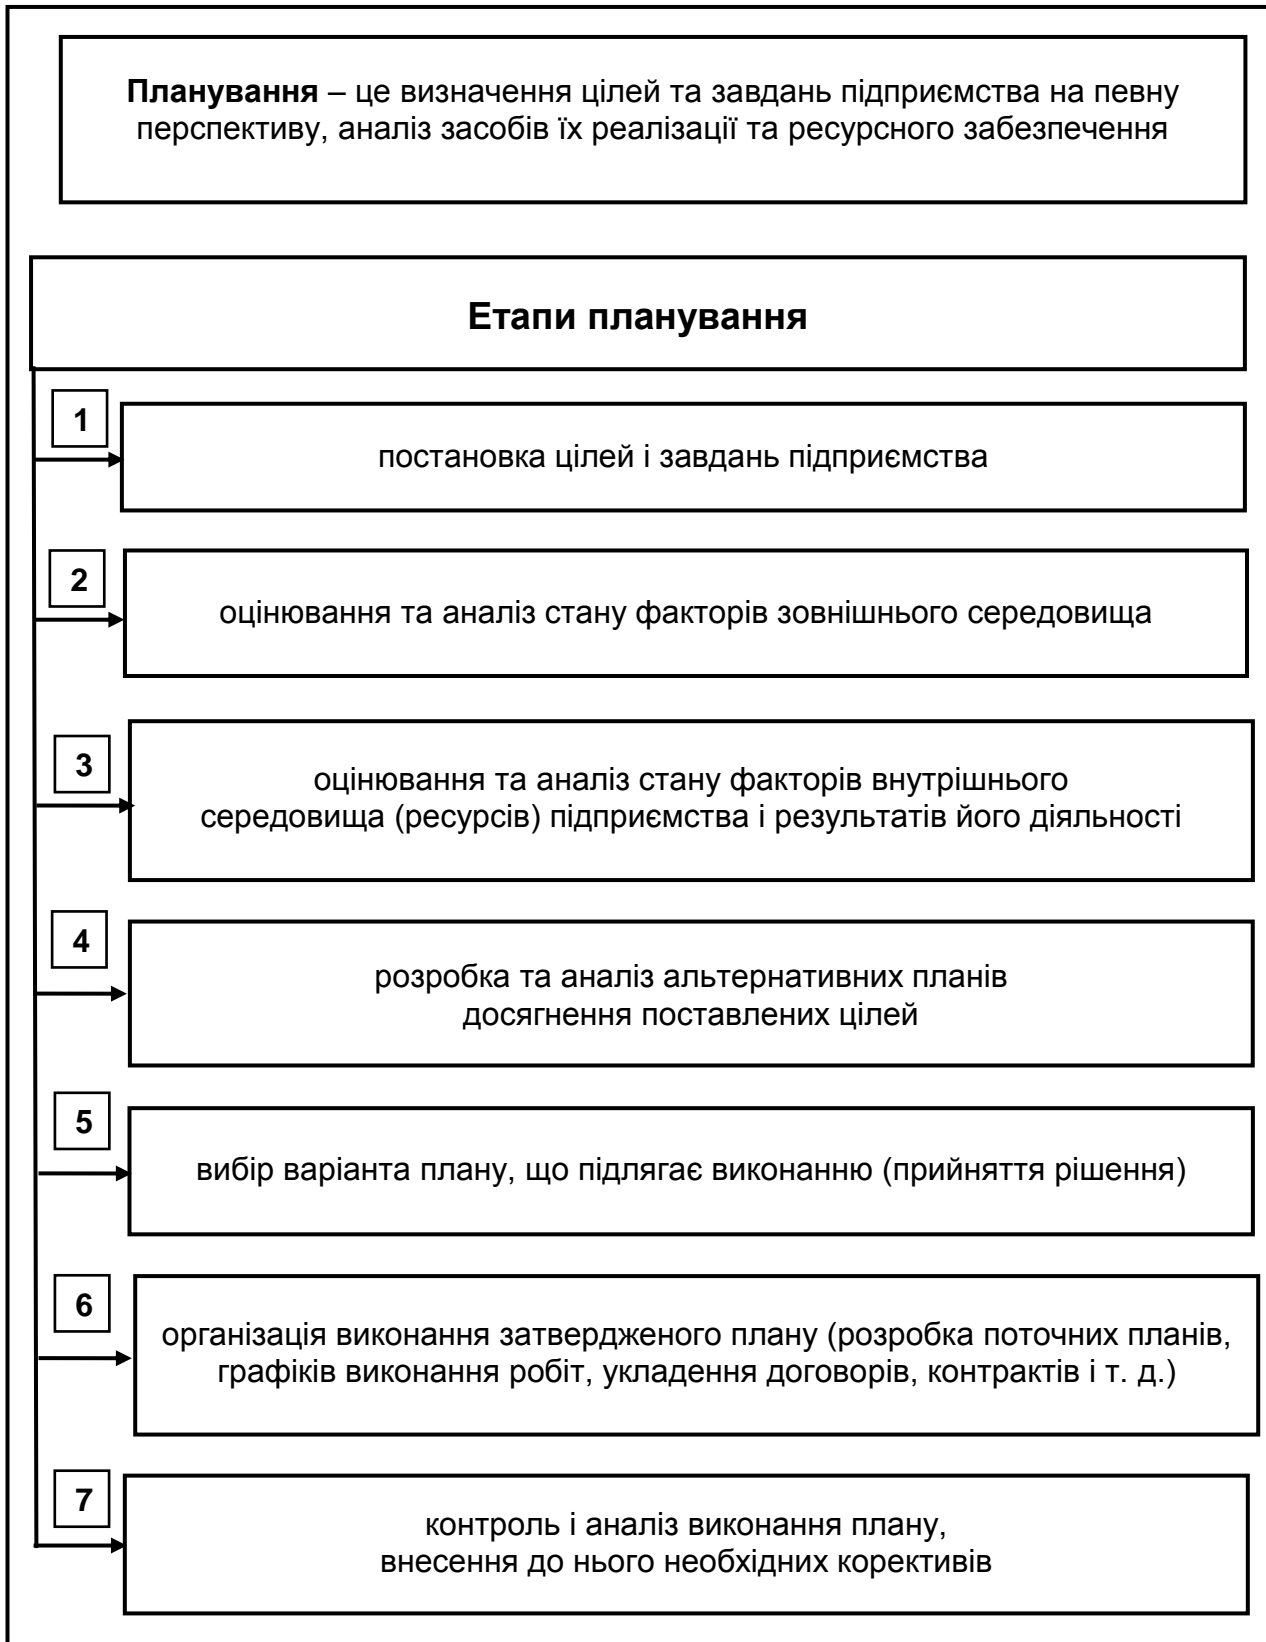 Планування – це визначення цілей та завдань підприємства на певну
перспективу, аналіз засобів їх реалізації та ресурсного забезпечення
Етапи планування
1
постановка цілей і завдань підприємства
2
оцінювання та аналіз стану факторів зовнішнього середовища
3
оцінювання та аналіз стану факторів внутрішнього
середовища (ресурсів) підприємства і результатів його діяльності
4
розробка та аналіз альтернативних планів
досягнення поставлених цілей
5
вибір варіанта плану, що підлягає виконанню (прийняття рішення)
6
організація виконання затвердженого плану (розробка поточних планів,
графіків виконання робіт, укладення договорів, контрактів і т. д.)
7
контроль і аналіз виконання плану,
внесення до нього необхідних корективів